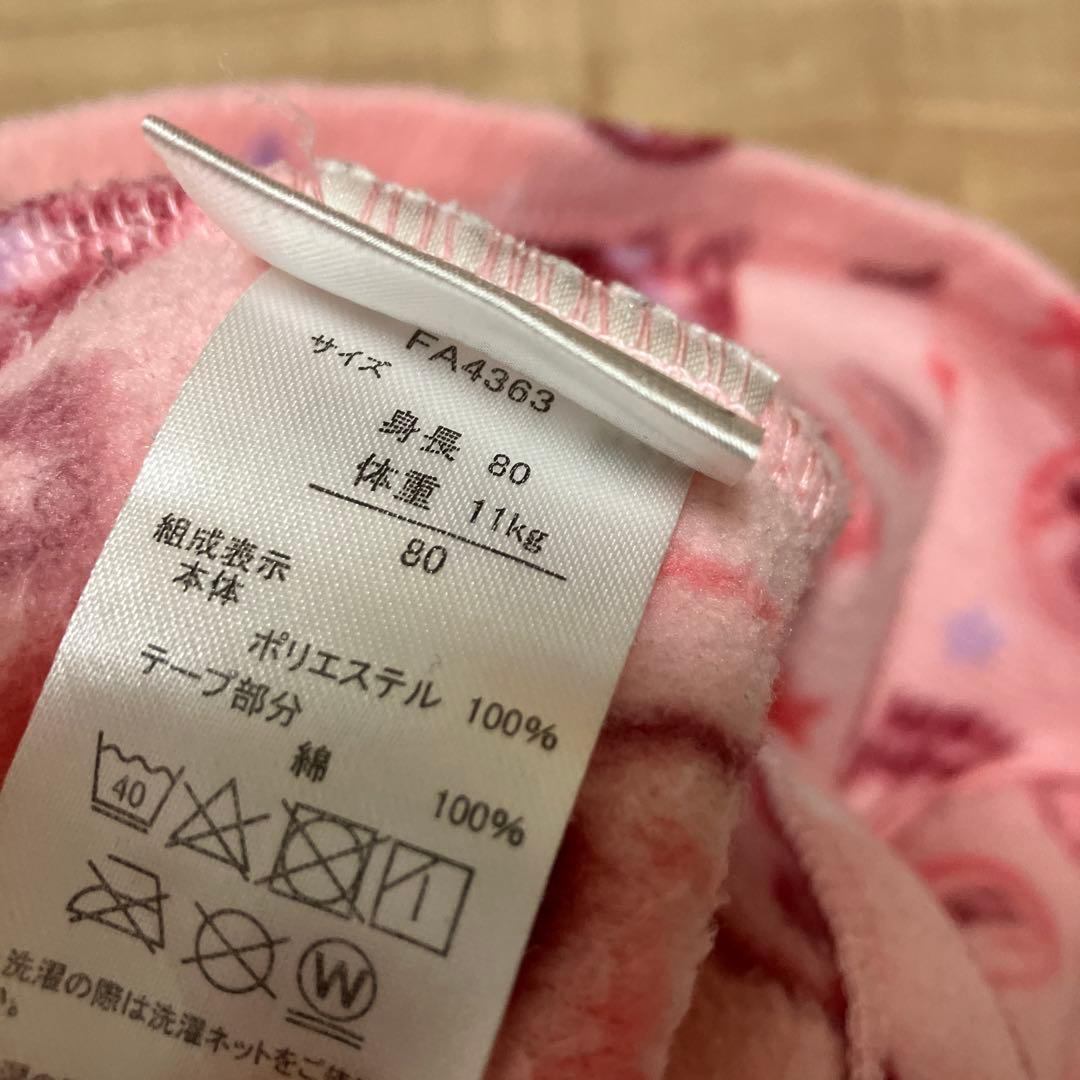 FA4363
サイズ
身長 80
体重 11kg
80
組成表示
本体
ポリエステル 100%
テープ部分
綿 100%
40
W
洗濯の際は洗濯ネットをご
い。